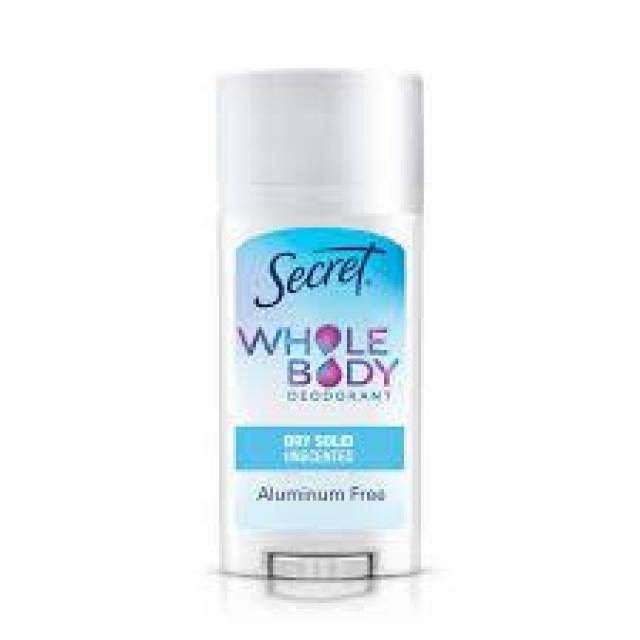 Secret
WHOLE
BODY
DEODORANT
DRY SOLID
UNSCENTED
Aluminum Free